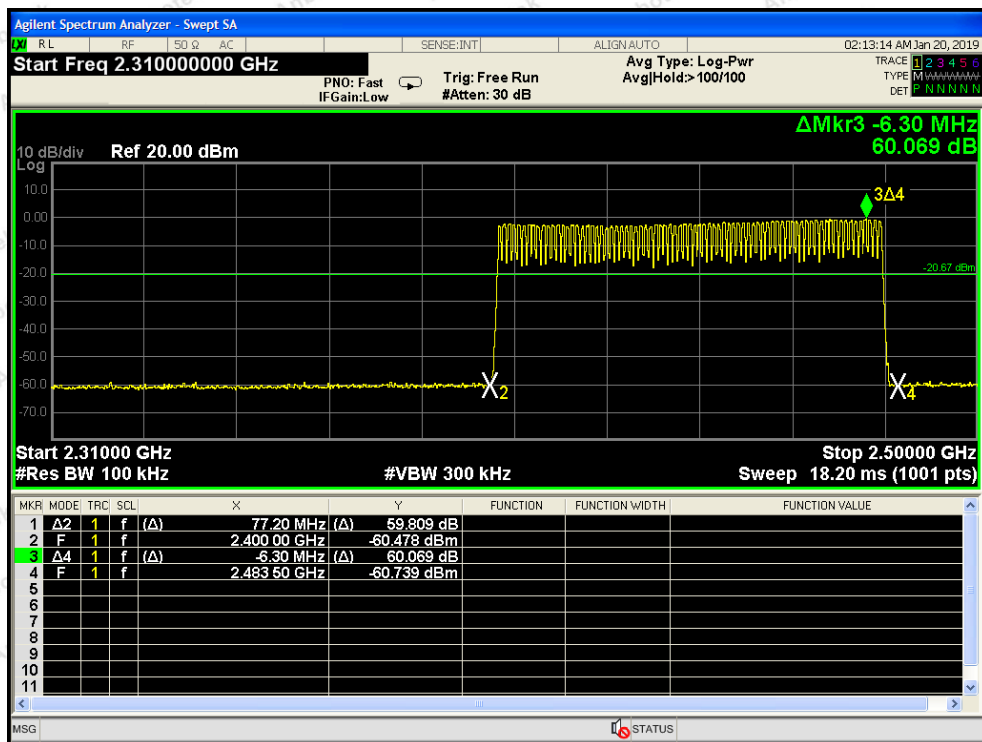 Agilent Spectrum Analyzer - Swept SA
LXI RL RF 50 Ω AC SENSE:INT ALIGNAUTO 02:13:14 AM Jan 20, 2019
Start Freq 2.310000000 GHz
PNO: Fast
IFGain:Low
Trig: Free Run
#Atten: 30 dB
Avg Type: Log-Pwr
Avg|Hold:>100/100
TRACE 1 2 3 4 5 6
TYPE M
DET P N N N N N
ΔMkr3 -6.30 MHz
60.069 dB
10 dB/div Ref 20.00 dBm
Log
10.0
0.00
-10.0
-20.0
-30.0
-40.0
-50.0
-60.0
-70.0
3Δ4
-20.67 dBm
2
4
Start 2.31000 GHz Stop 2.50000 GHz
#Res BW 100 kHz #VBW 300 kHz Sweep 18.20 ms (1001 pts)
MKR MODE TRC SCL X Y FUNCTION FUNCTION WIDTH FUNCTION VALUE
1 Δ2 1 f (Δ) 77.20 MHz (Δ) 59.809 dB
2 F 1 f 2.400 00 GHz -60.478 dBm
3 Δ4 1 f (Δ) -6.30 MHz (Δ) 60.069 dB
4 F 1 f 2.483 50 GHz -60.739 dBm
5
6
7
8
9
10
11
MSG STATUS